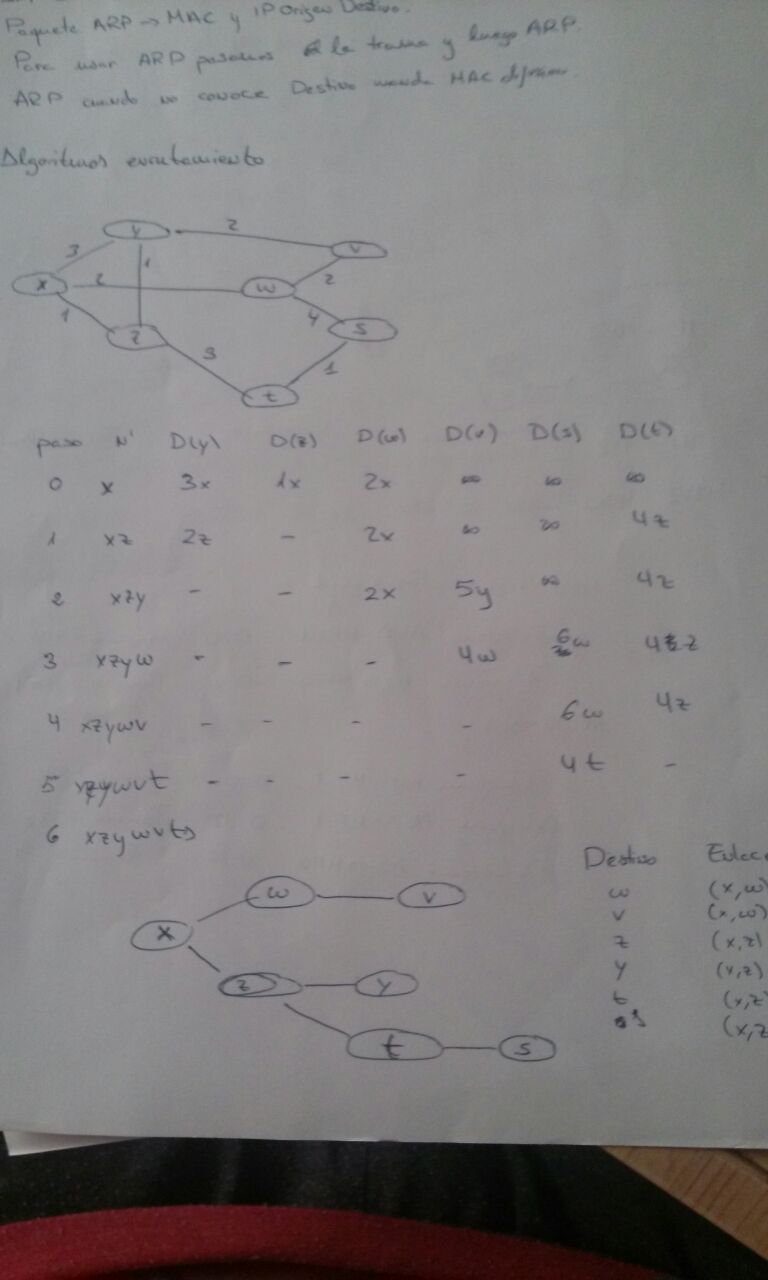 Paquete ARP → MAC y IP Origen Destino.
Para usar ARP pasamos a la trama y luego ARP.
ARP cuando no conoce Destino manda MAC
Algoritmos enrutamiento
y 2 v
3 1
x 2 w 2
1 z 4 s
3 1
t
paso N' D(y) D(z) D(w) D(v) D(s) D(t)
0 x 3x 1x 2x ∞ ∞ ∞
1 xz 2z - 2x ∞ ∞ 4z
2 xzy - - 2x 5y ∞ 4z
3 xzyw - - - 4w 6w 4z
4 xzywv - - - - 6w 4z
5 xzywvt - - - - 4t -
6 xzywvts
Destino Enlace
w v w (x,w)
x v (x,w)
z (x,z)
z y y (x,z)
t (x,z)
t s s (x,z